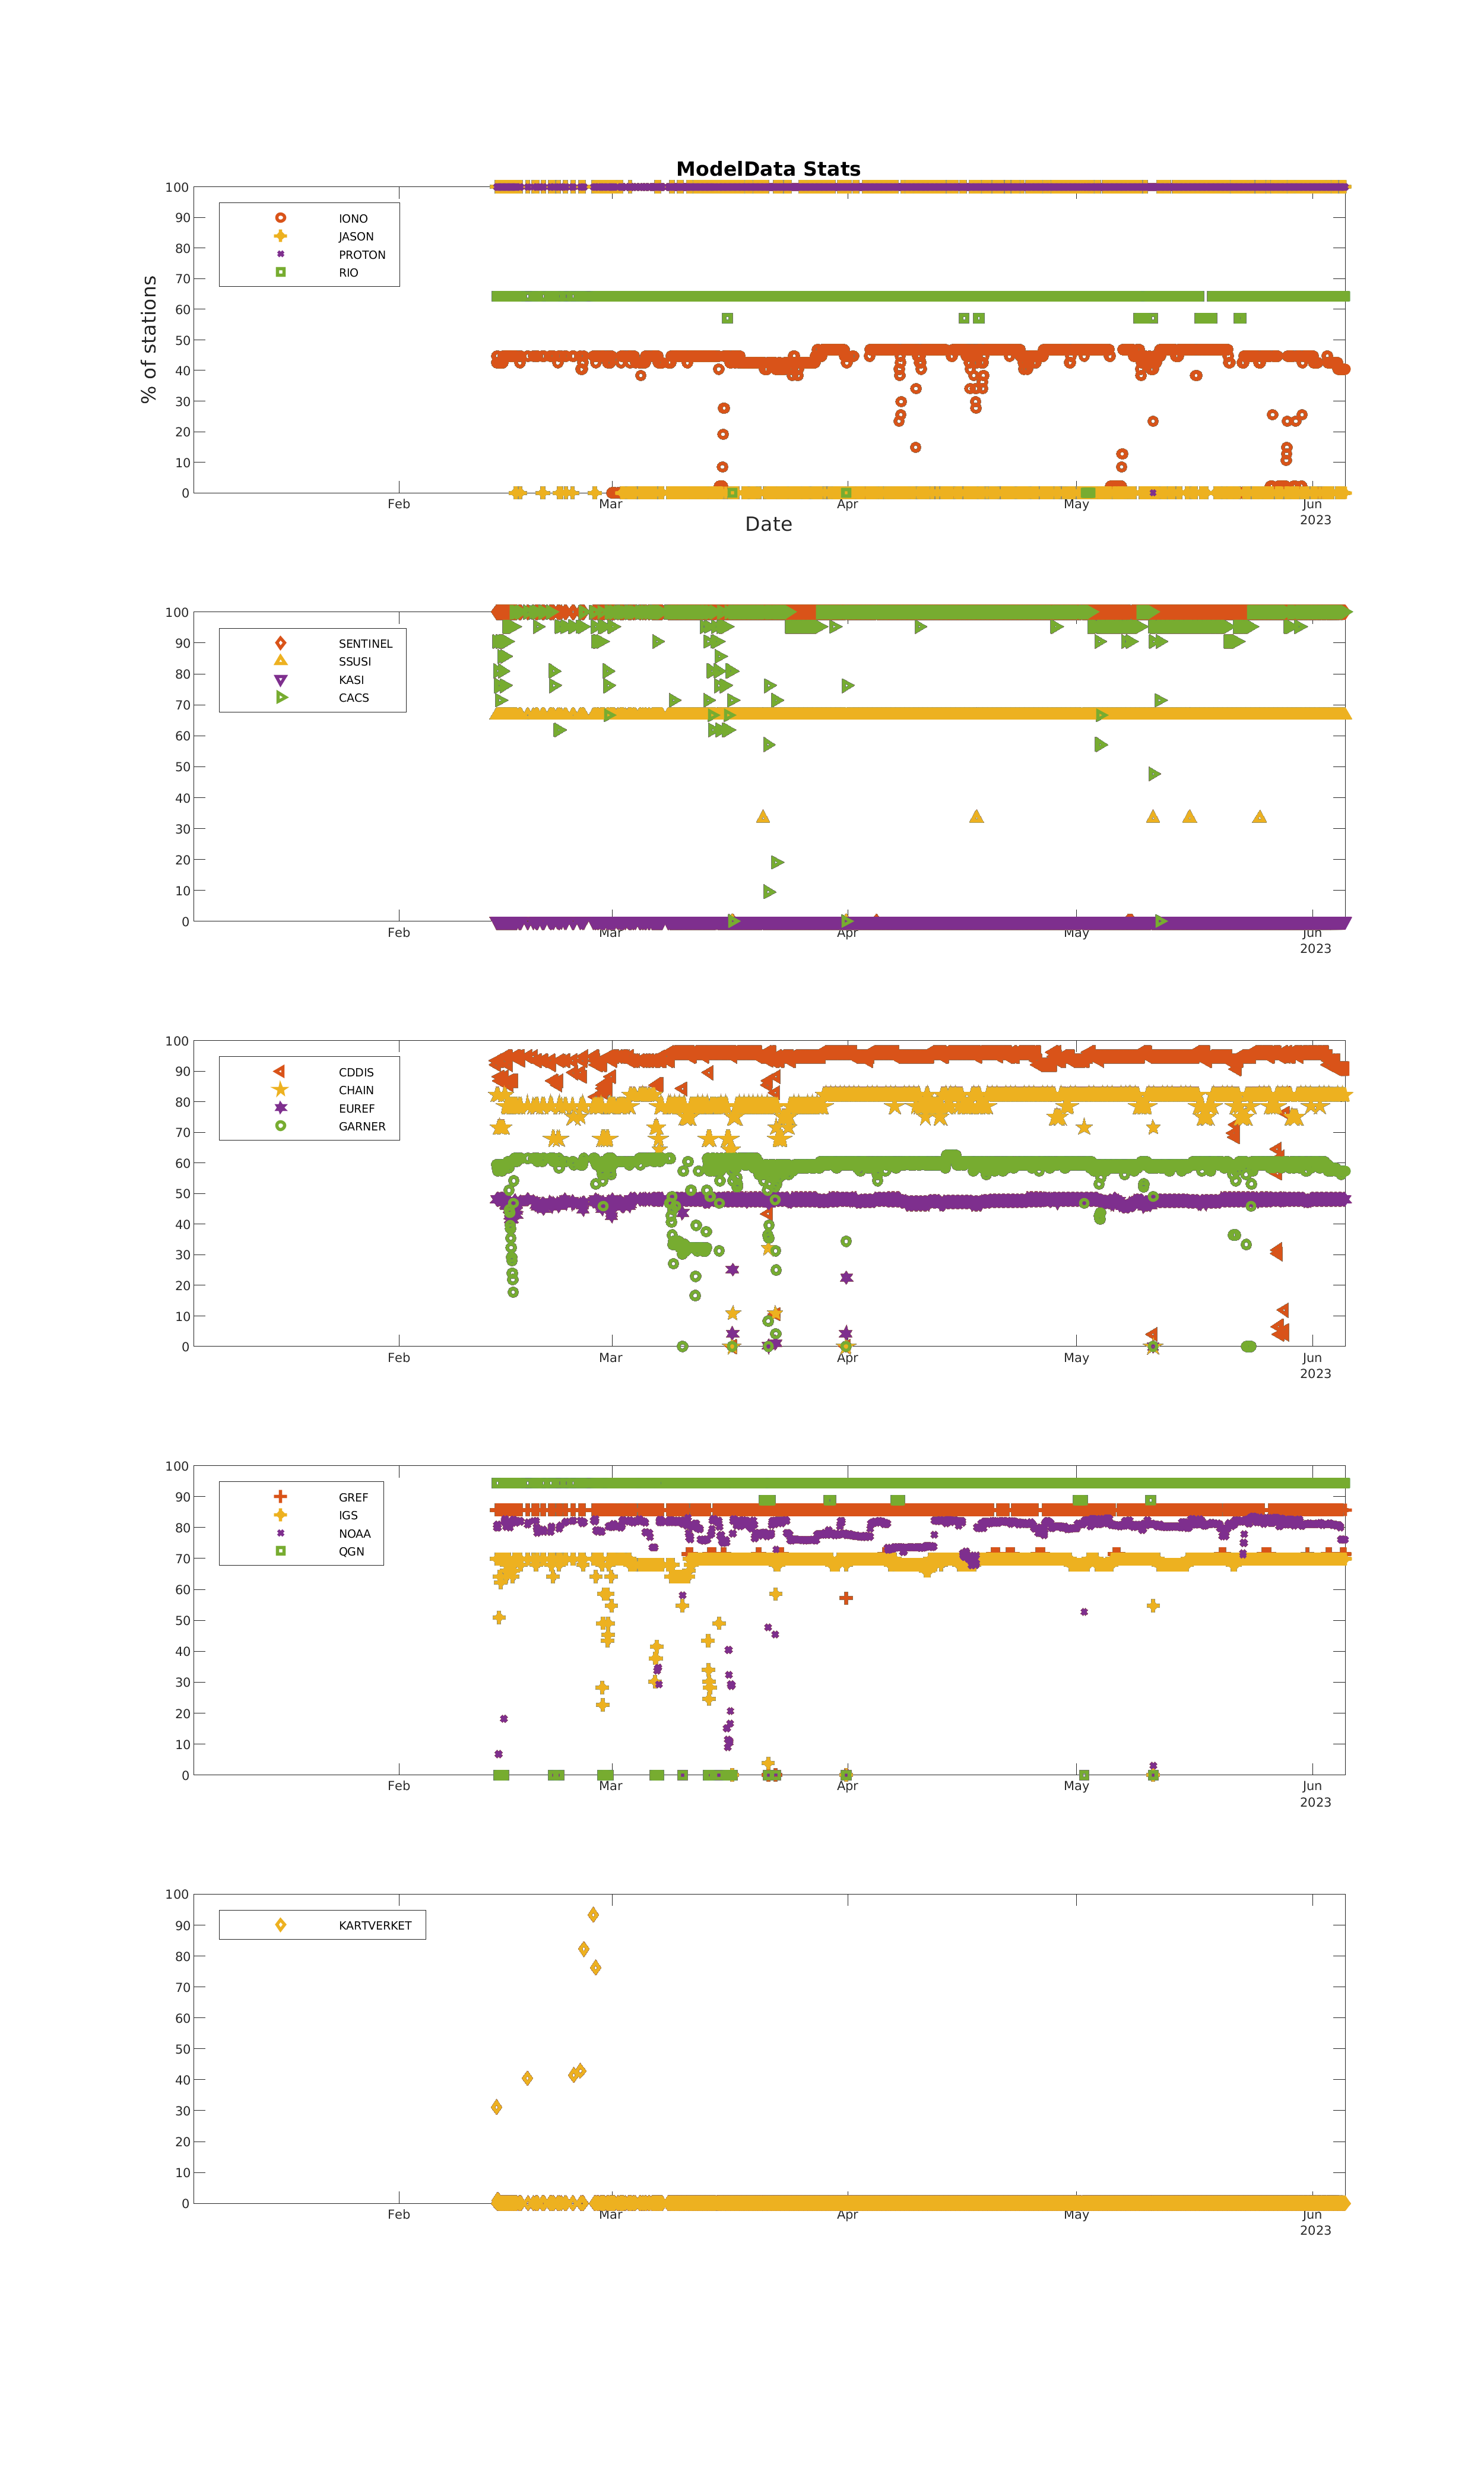 ModelData Stats
100
90
80
70
60
50
40
30
20
10
0
% of stations
IONO
JASON
PROTON
RIO
Feb Mar Apr May Jun
2023
Date
100
90
80
70
60
50
40
30
20
10
0
SENTINEL
SSUSI
KASI
CACS
Feb Mar Apr May Jun
2023
100
90
80
70
60
50
40
30
20
10
0
CDDIS
CHAIN
EUREF
GARNER
Feb Mar Apr May Jun
2023
100
90
80
70
60
50
40
30
20
10
0
GREF
IGS
NOAA
QGN
Feb Mar Apr May Jun
2023
100
90
80
70
60
50
40
30
20
10
0
KARTVERKET
Feb Mar Apr May Jun
2023